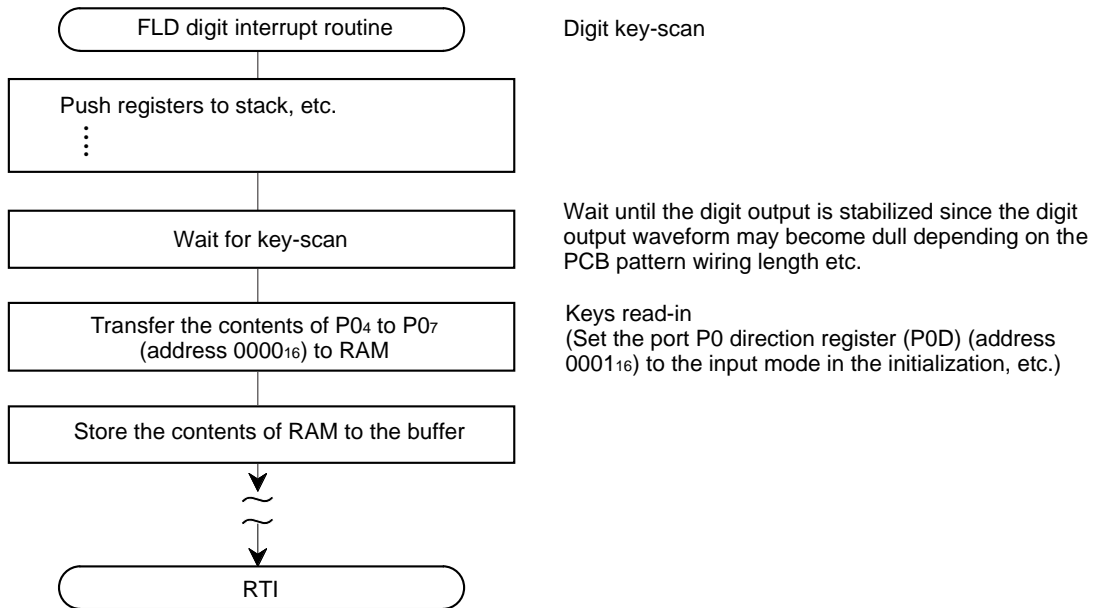 FLD digit interrupt routine
Digit key-scan
Push registers to stack, etc.
Wait for key-scan
Wait until the digit output is stabilized since the digit
output waveform may become dull depending on the
PCB pattern wiring length etc.
Transfer the contents of P04 to P07
(address 000016) to RAM
Keys read-in
(Set the port P0 direction register (P0D) (address
000116) to the input mode in the initialization, etc.)
Store the contents of RAM to the buffer
RTI